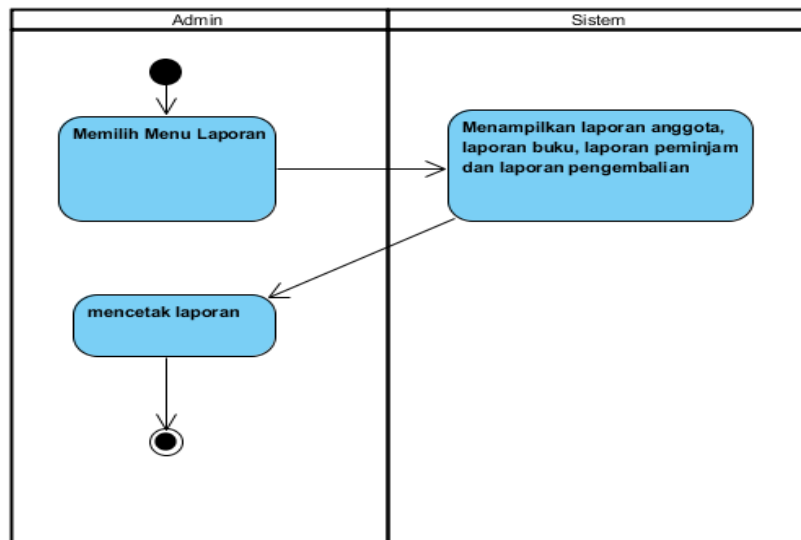 Admin
Sistem
Memilih Menu Laporan
Menampilkan laporan anggota,
laporan buku, laporan peminjam
dan laporan pengembalian
mencetak laporan